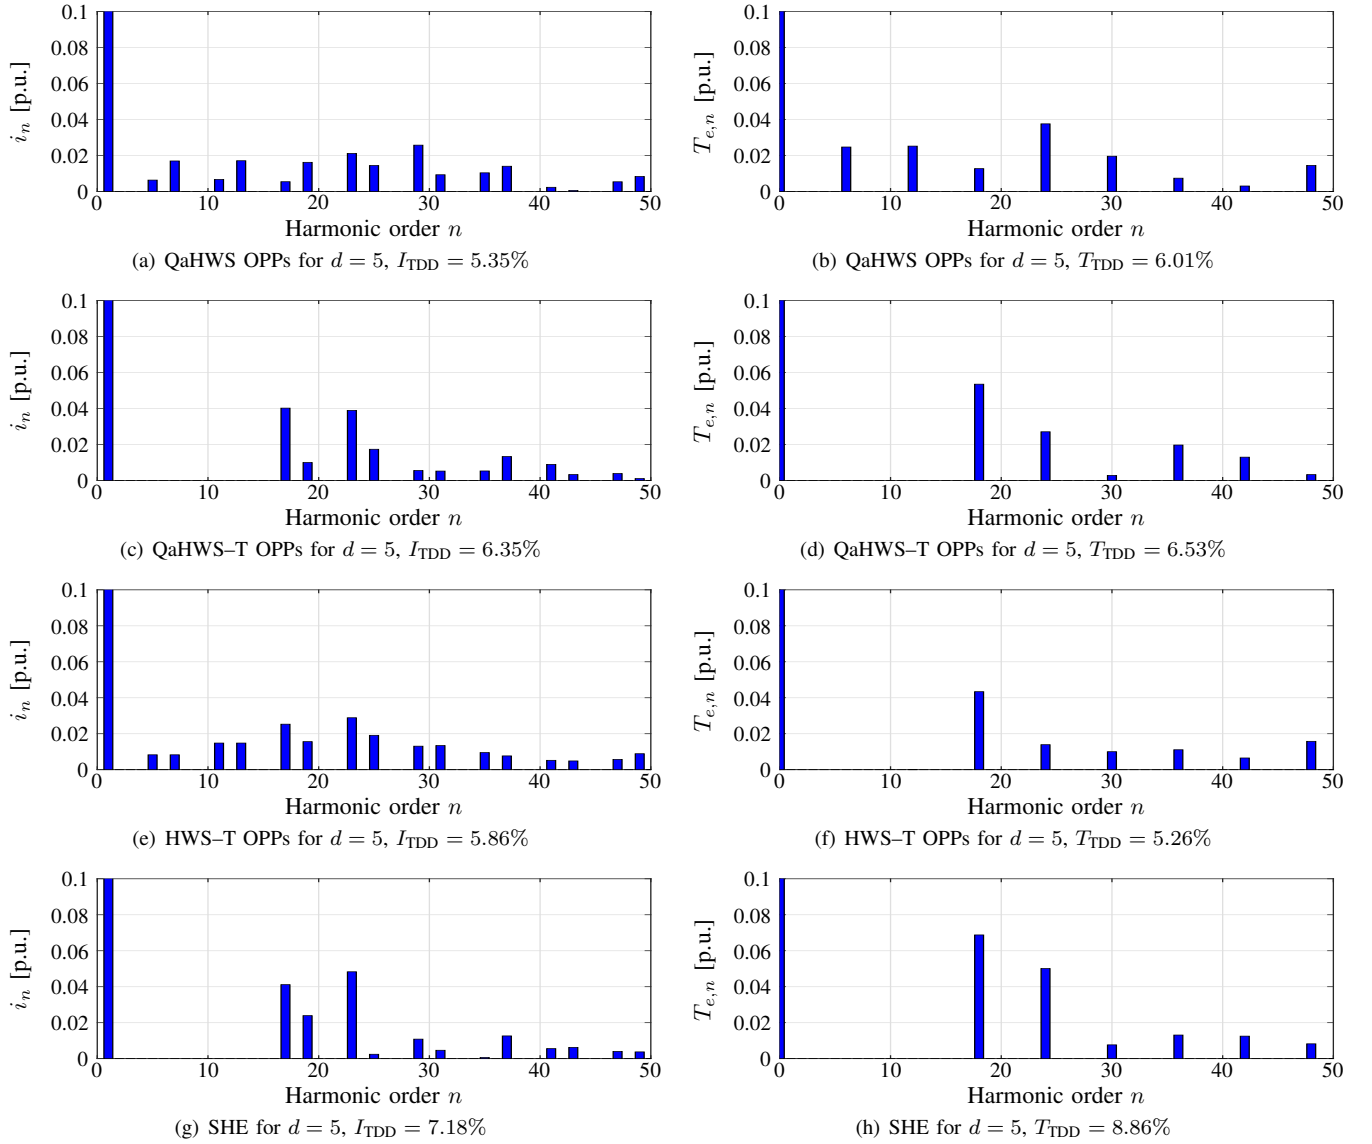 0.1
0.08
0.06
0.04
0.02
0
i_n [p.u.]
0 10 20 30 40 50
Harmonic order n
(a) QaHWS OPPs for d = 5, I_TDD = 5.35%
0.1
0.08
0.06
0.04
0.02
0
T_e,n [p.u.]
0 10 20 30 40 50
Harmonic order n
(b) QaHWS OPPs for d = 5, T_TDD = 6.01%
0.1
0.08
0.06
0.04
0.02
0
i_n [p.u.]
0 10 20 30 40 50
Harmonic order n
(c) QaHWS–T OPPs for d = 5, I_TDD = 6.35%
0.1
0.08
0.06
0.04
0.02
0
T_e,n [p.u.]
0 10 20 30 40 50
Harmonic order n
(d) QaHWS–T OPPs for d = 5, T_TDD = 6.53%
0.1
0.08
0.06
0.04
0.02
0
i_n [p.u.]
0 10 20 30 40 50
Harmonic order n
(e) HWS–T OPPs for d = 5, I_TDD = 5.86%
0.1
0.08
0.06
0.04
0.02
0
T_e,n [p.u.]
0 10 20 30 40 50
Harmonic order n
(f) HWS–T OPPs for d = 5, T_TDD = 5.26%
0.1
0.08
0.06
0.04
0.02
0
i_n [p.u.]
0 10 20 30 40 50
Harmonic order n
(g) SHE for d = 5, I_TDD = 7.18%
0.1
0.08
0.06
0.04
0.02
0
T_e,n [p.u.]
0 10 20 30 40 50
Harmonic order n
(h) SHE for d = 5, T_TDD = 8.86%